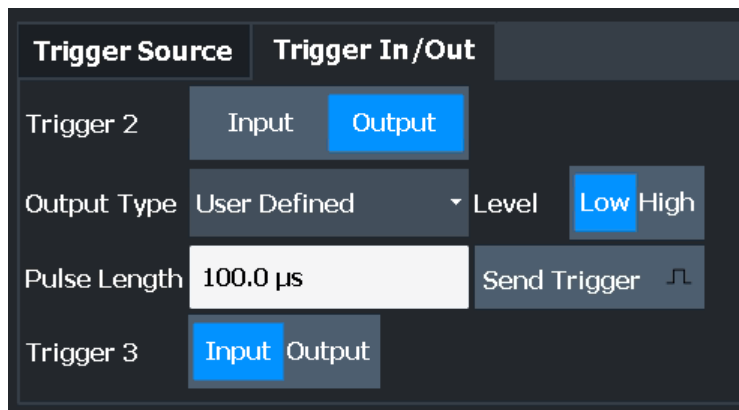 Trigger Source Trigger In/Out
Trigger 2 Input Output
Output Type User Defined Level Low High
Pulse Length 100.0 µs Send Trigger
Trigger 3 Input Output